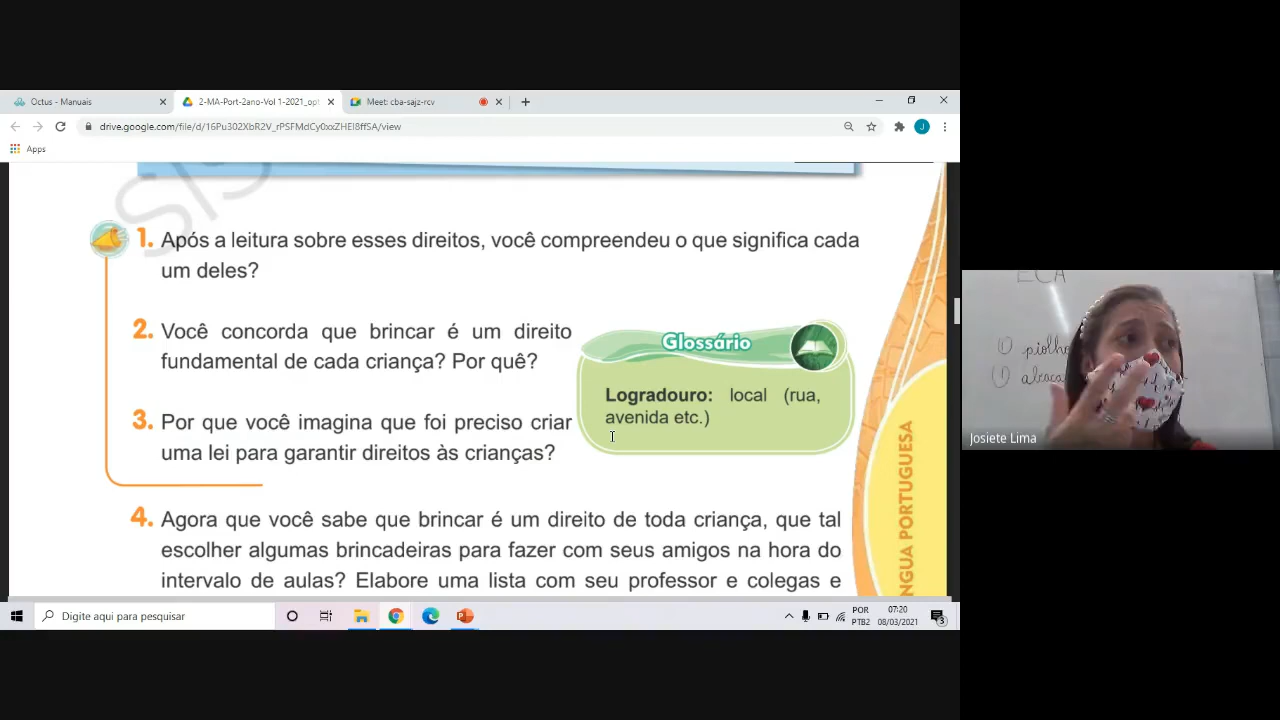 Octus - Manuais
2-MA-Port-2ano-Vol 1-2021_opt
Meet: cba-sajz-rcv
drive.google.com/file/d/16Pu302XbR2V_rPSFMdCy0xxZHEI8ffSA/view
Apps
SIS
1. Após a leitura sobre esses direitos, você compreendeu o que significa cada
um deles?
2. Você concorda que brincar é um direito
fundamental de cada criança? Por quê?
3. Por que você imagina que foi preciso criar
uma lei para garantir direitos às crianças?
Glossário
Logradouro: local (rua,
avenida etc.)
4. Agora que você sabe que brincar é um direito de toda criança, que tal
escolher algumas brincadeiras para fazer com seus amigos na hora do
intervalo de aulas? Elabore uma lista com seu professor e colegas e
NGUA PORTUGUESA
J
Digite aqui para pesquisar
POR
PTB2
07:20
08/03/2021
3
ECA
piolho
abaca
Josiete Lima